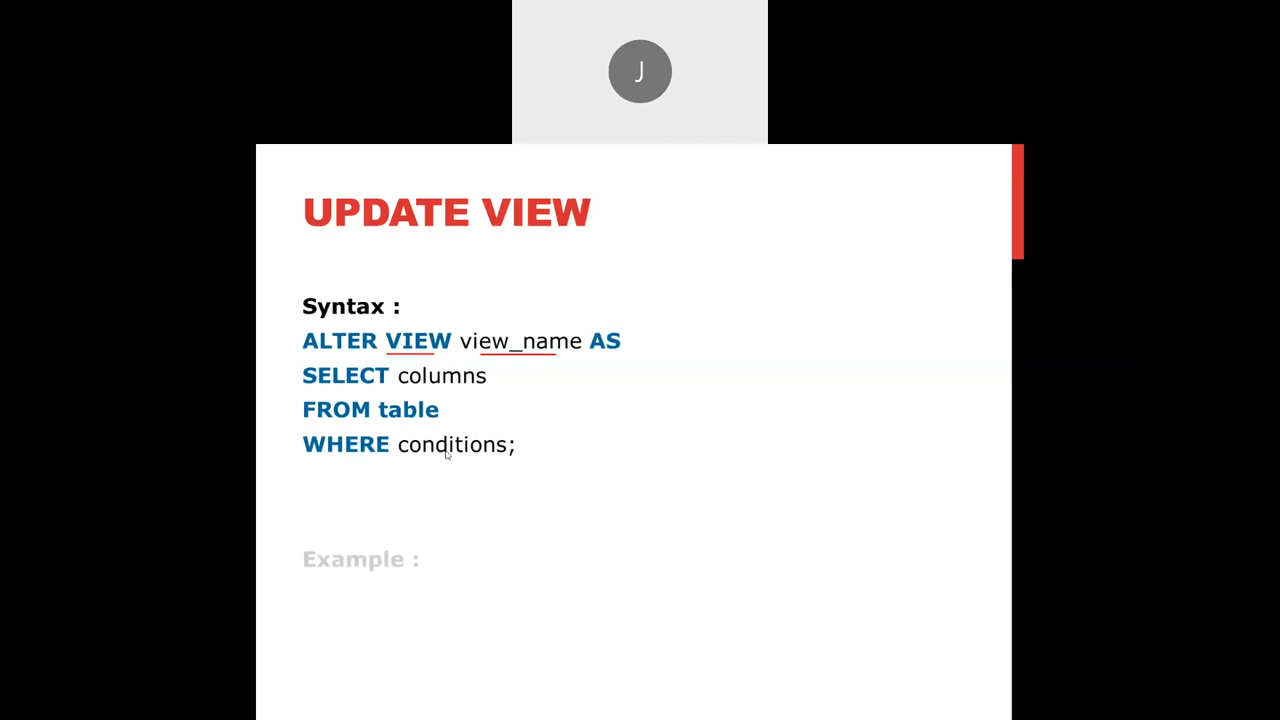 J
UPDATE VIEW
Syntax :
ALTER VIEW view_name AS
SELECT columns
FROM table
WHERE conditions;
Example :